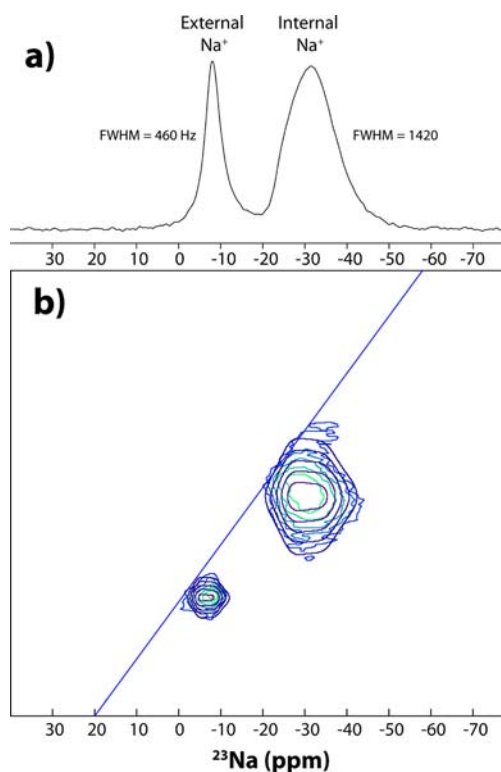 External
Na⁺
Internal
Na⁺
a)
FWHM = 460 Hz
FWHM = 1420
30 20 10 0 -10 -20 -30 -40 -50 -60 -70
b)
30 20 10 0 -10 -20 -30 -40 -50 -60 -70
²³Na (ppm)